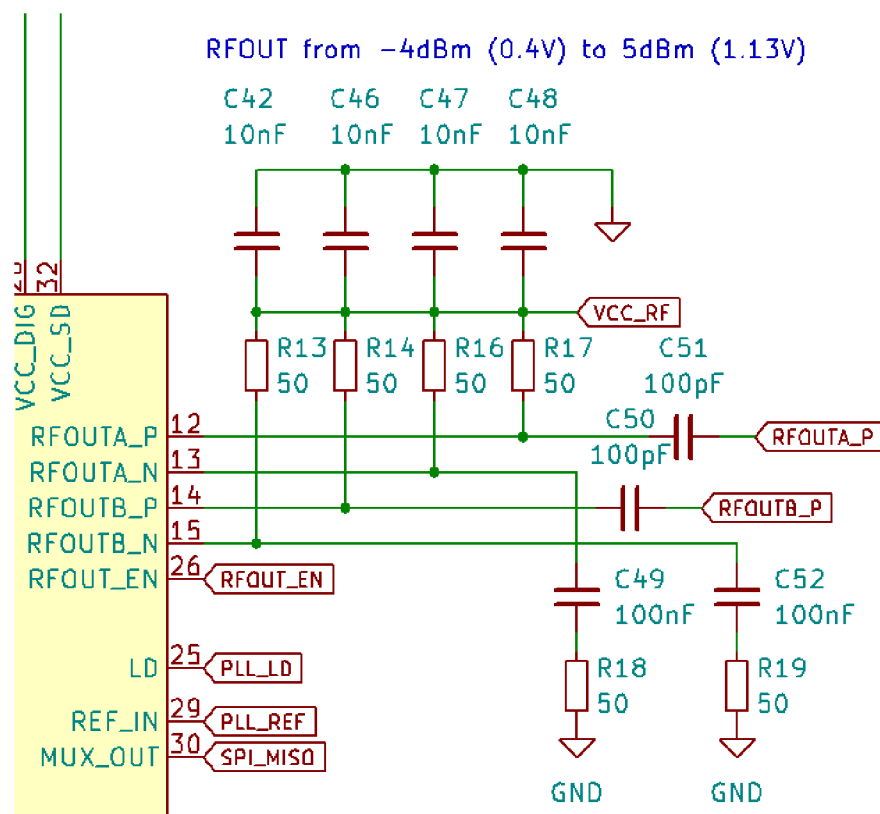 RFOUT from -4dBm (0.4V) to 5dBm (1.13V)
C42 C46 C47 C48
10nF 10nF 10nF 10nF
32
VCC_DIG
VCC_SD
VCC_RF
R13 R14 R16 R17 C51
50 50 50 50 100pF
C50
100pF
RFOUTA_P 12 RFOUTA_P
RFOUTA_N 13
RFOUTB_P 14 RFOUTB_P
RFOUTB_N 15
RFOUT_EN 26 RFOUT_EN
C49 C52
100nF 100nF
LD 25 PLL_LD
R18 R19
50 50
REF_IN 29 PLL_REF
MUX_OUT 30 SPI_MISO
GND GND